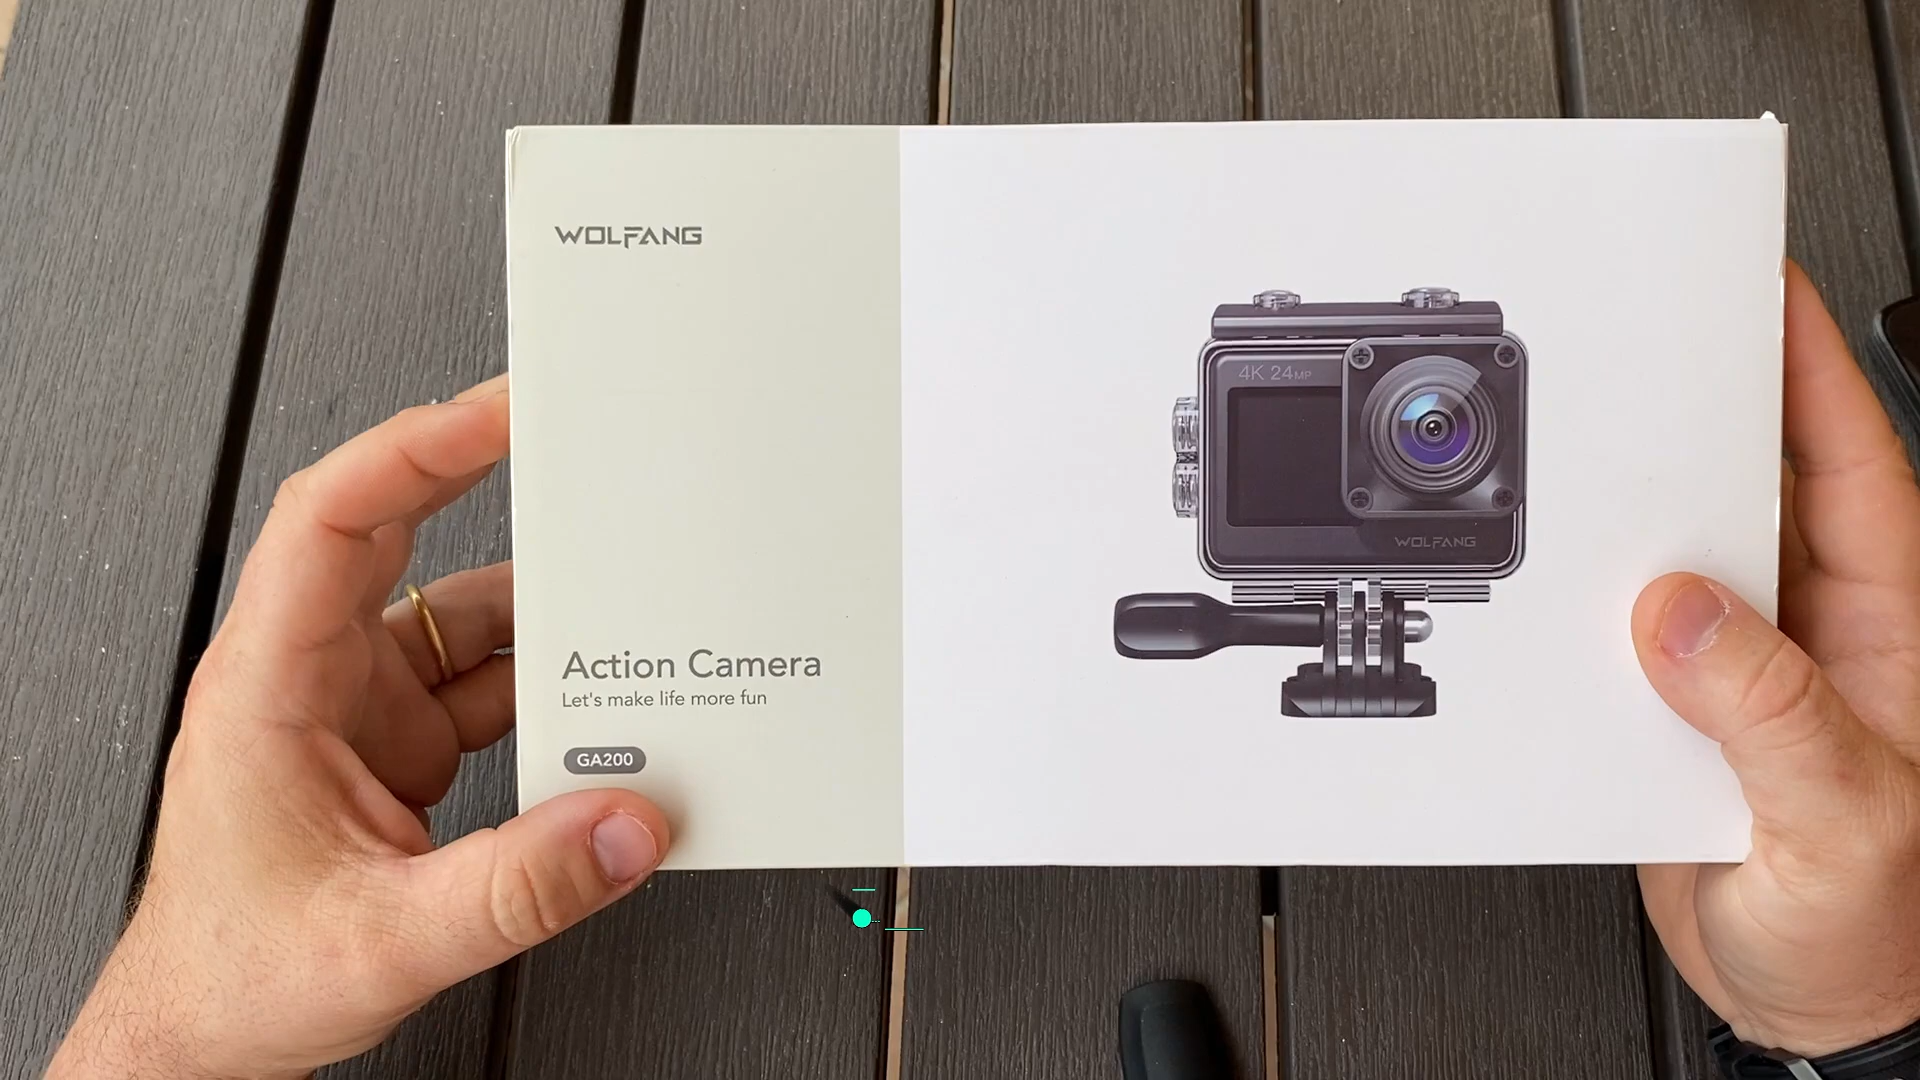 WOLFANG
4K 24MP
WOLFANG
Action Camera
Let's make life more fun
GA200